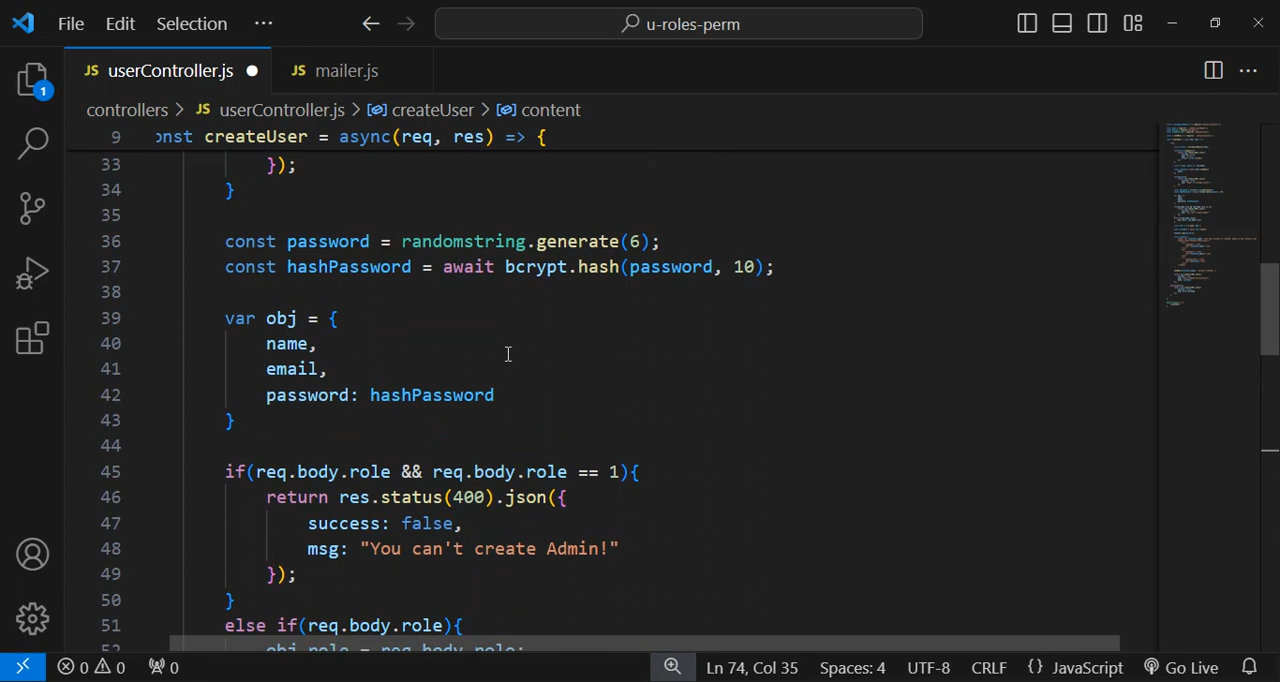 File Edit Selection ··· u-roles-perm
JS userController.js ● JS mailer.js ···
1
controllers > JS userController.js > createUser > content
9 onst createUser = async(req, res) => {
33 });
34 }
35
36 const password = randomstring.generate(6);
37 const hashPassword = await bcrypt.hash(password, 10);
38
39 var obj = {
40 name,
41 email,
42 password: hashPassword
43 }
44
45 if(req.body.role && req.body.role == 1){
46 return res.status(400).json({
47 success: false,
48 msg: "You can't create Admin!"
49 });
50 }
51 else if(req.body.role){
52 obj.role = req.body.role;
0 0 0 Ln 74, Col 35 Spaces: 4 UTF-8 CRLF {} JavaScript Go Live